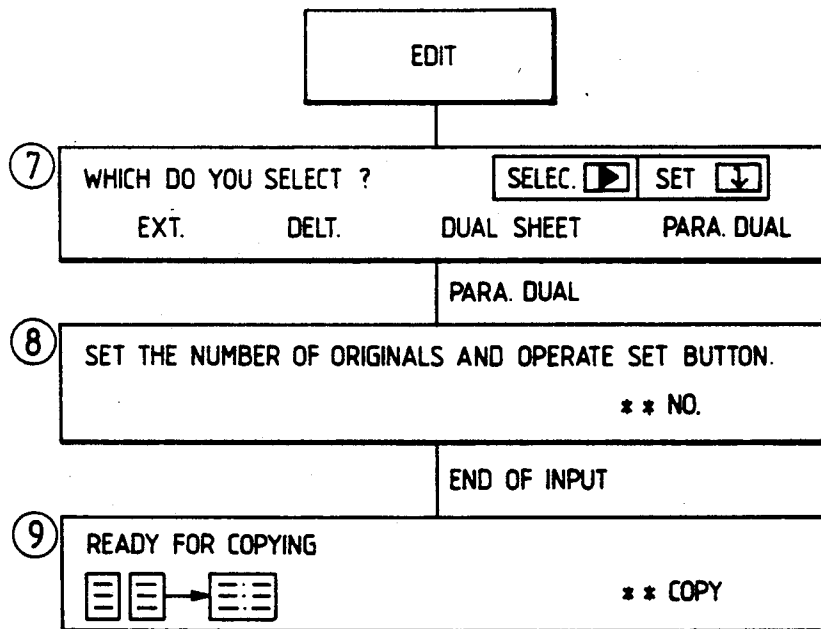 EDIT
7
WHICH DO YOU SELECT ? SELEC. SET
EXT. DELT. DUAL SHEET PARA. DUAL
PARA. DUAL
8
SET THE NUMBER OF ORIGINALS AND OPERATE SET BUTTON.
** NO.
END OF INPUT
9
READY FOR COPYING
** COPY